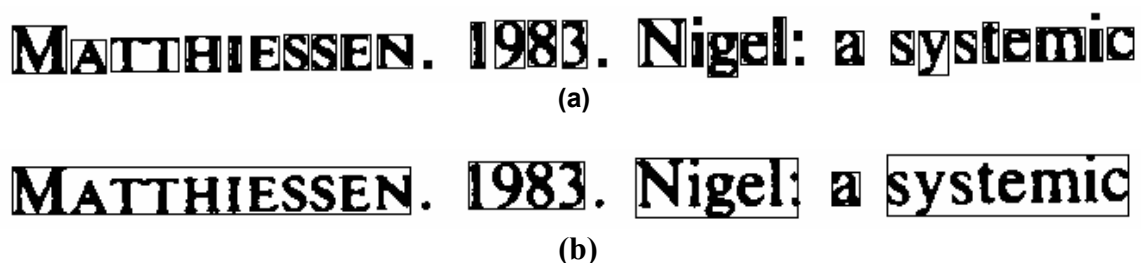 MATTHIESSEN. 1983. Nigel: a systemic
(a)
MATTHIESSEN. 1983. Nigel: a systemic
(b)